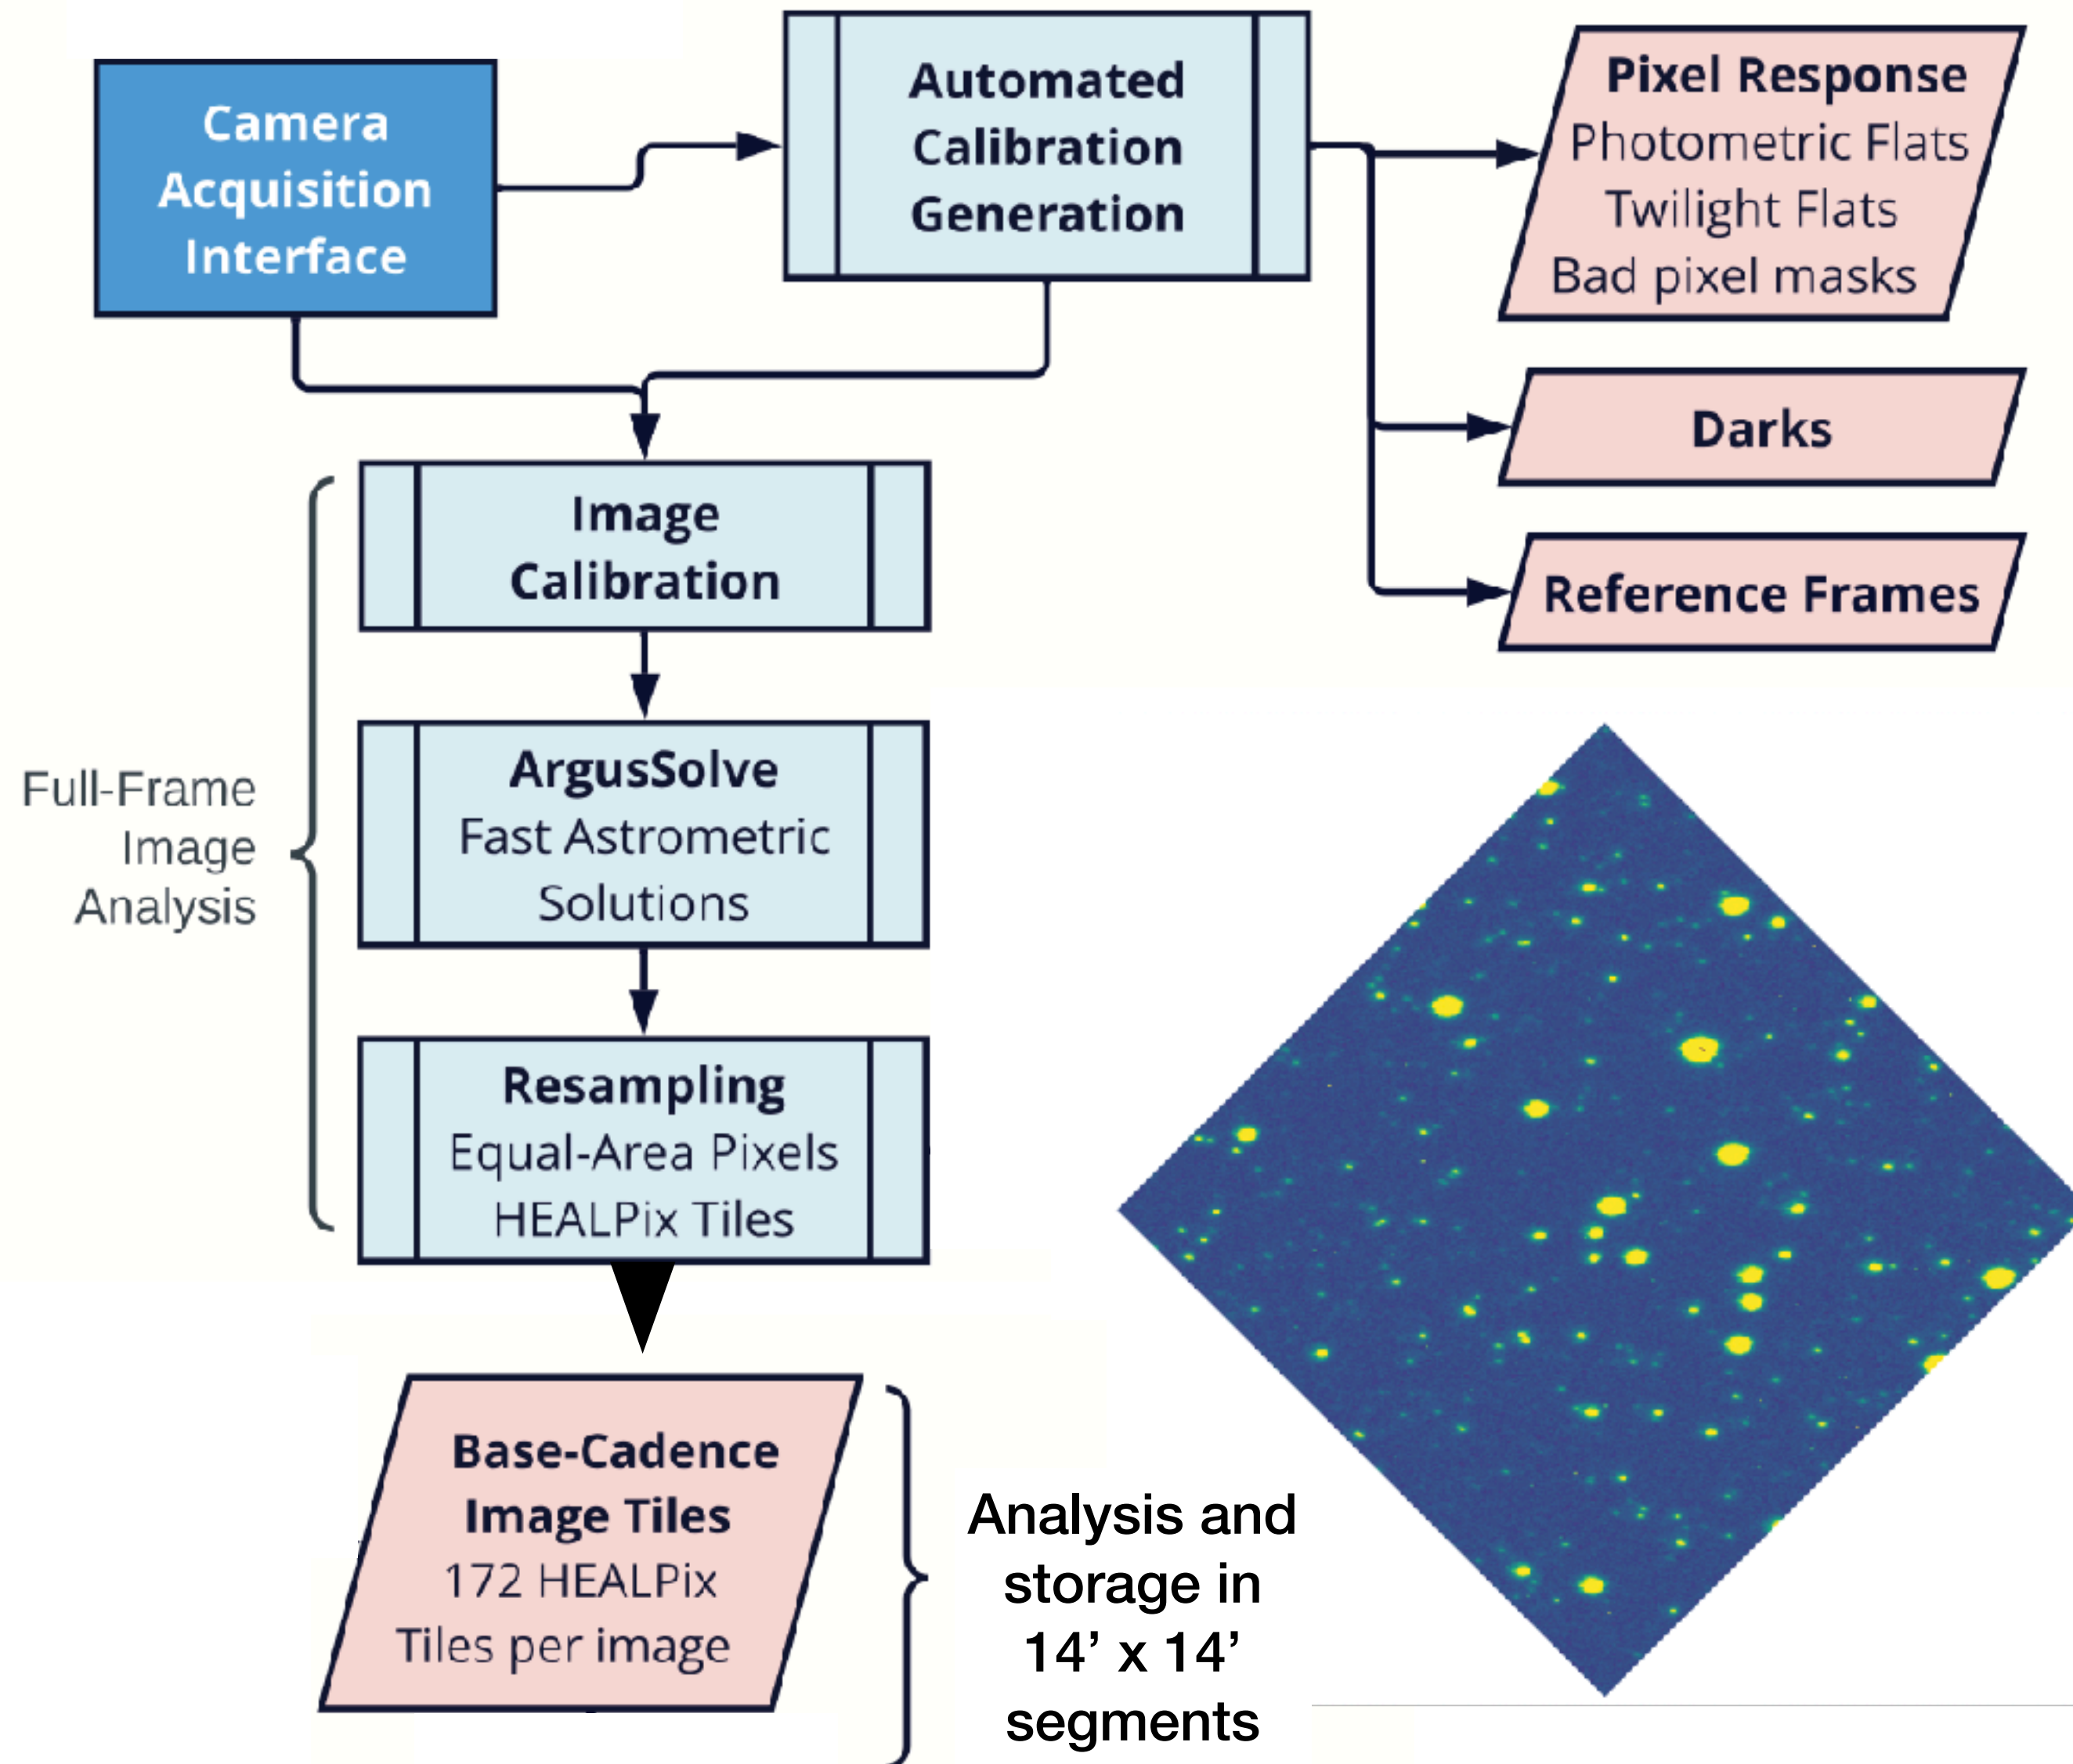 Camera
Acquisition
Interface
Automated
Calibration
Generation
Pixel Response
Photometric Flats
Twilight Flats
Bad pixel masks
Darks
Reference Frames
Image
Calibration
Full-Frame
Image
Analysis
ArgusSolve
Fast Astrometric
Solutions
Resampling
Equal-Area Pixels
HEALPix Tiles
Base-Cadence
Image Tiles
172 HEALPix
Tiles per image
Analysis and
storage in
14’ x 14’
segments